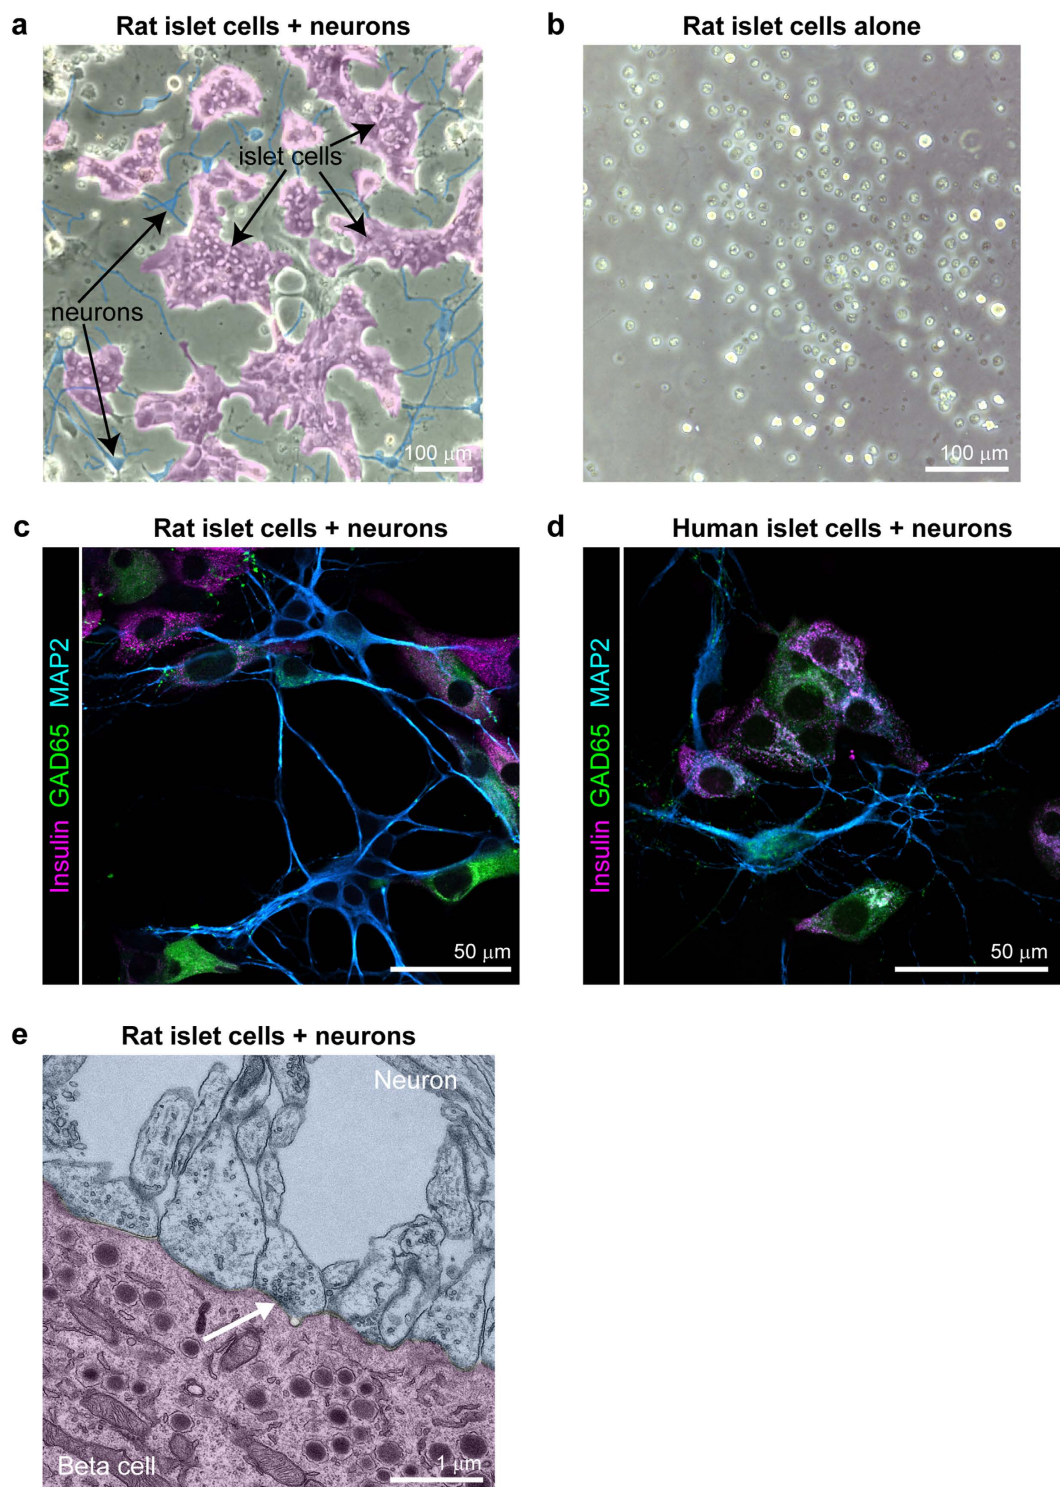 a
Rat islet cells + neurons
islet cells
neurons
100 μm
b
Rat islet cells alone
100 μm
c
Rat islet cells + neurons
Insulin GAD65 MAP2
50 μm
d
Human islet cells + neurons
Insulin GAD65 MAP2
50 μm
e
Rat islet cells + neurons
Neuron
Beta cell
1 μm